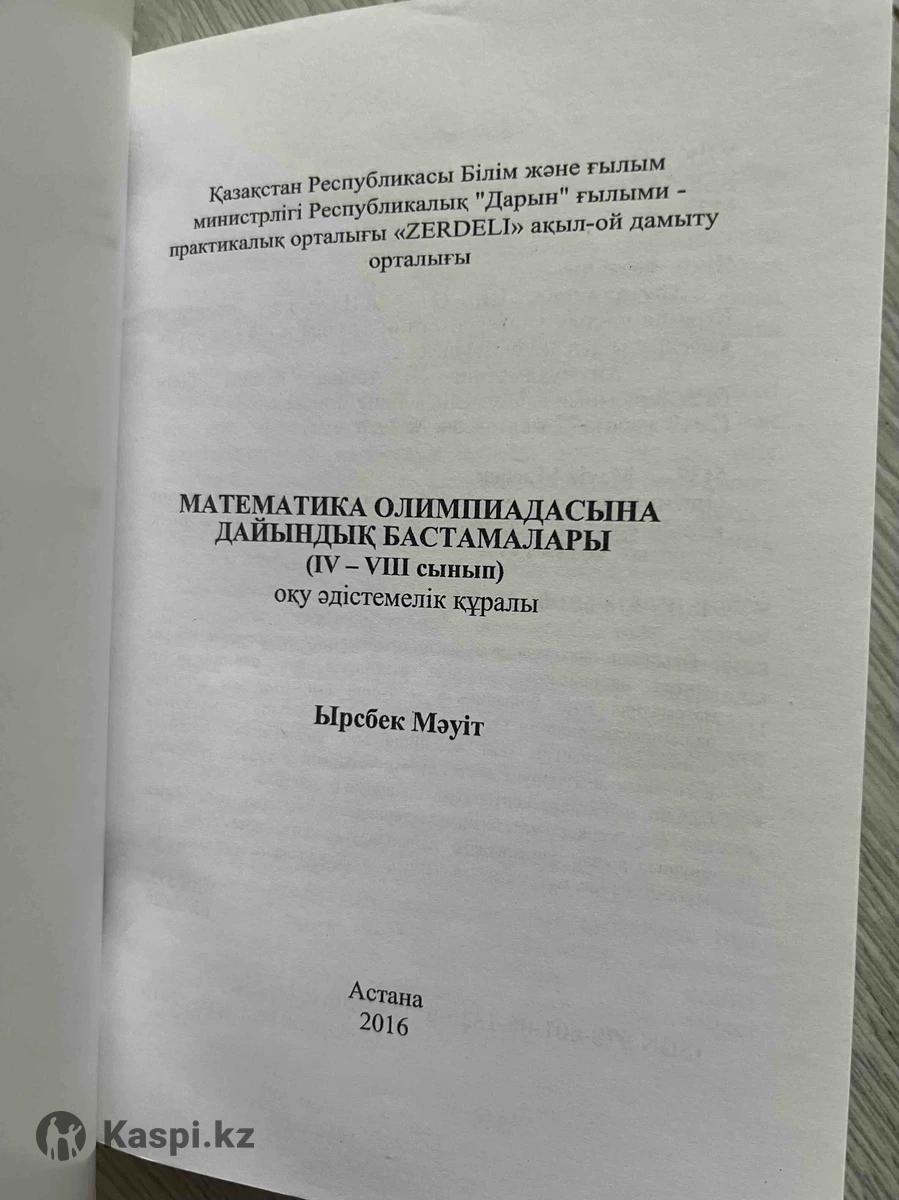 Қазақстан Республикасы Білім және ғылым
министрлігі Республикалық "Дарын" ғылыми -
практикалық орталығы «ZERDELI» ақыл-ой дамыту
орталығы
МАТЕМАТИКА ОЛИМПИАДАСЫНА
ДАЙЫНДЫҚ БАСТАМАЛАРЫ
(IV – VIII сынып)
оқу әдістемелік құралы
Ырсбек Мәуіт
Астана
2016
Kaspi.kz